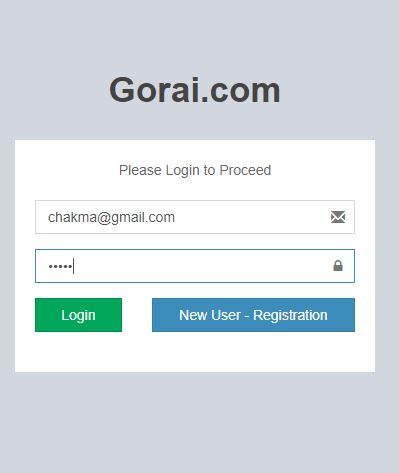 Gorai.com
Please Login to Proceed
chakma@gmail.com
•••••
Login
New User - Registration